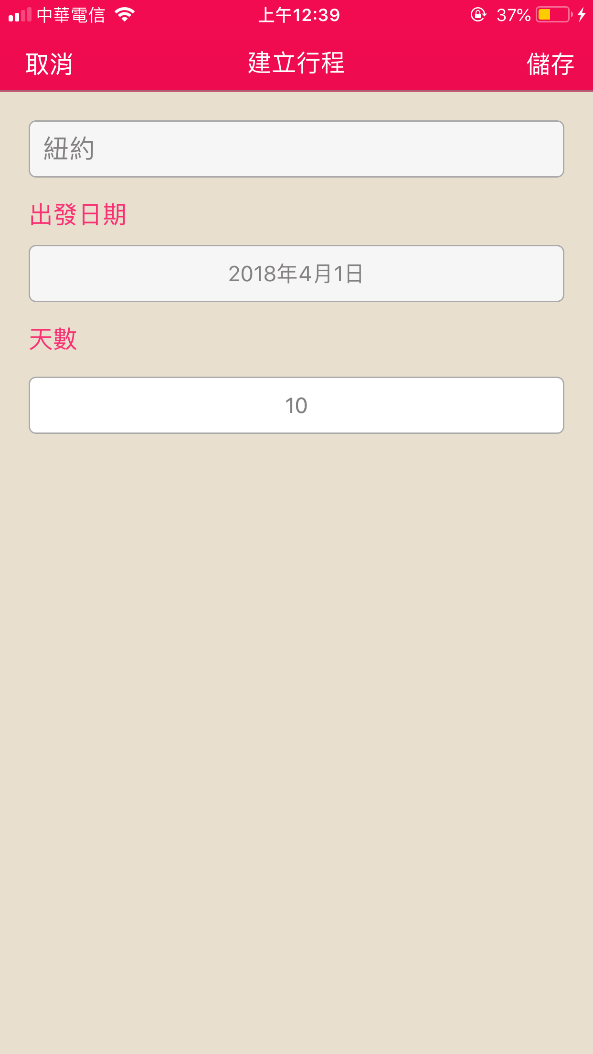 中華電信 上午12:39 37%
取消 建立行程 儲存
紐約
出發日期
2018年4月1日
天數
10